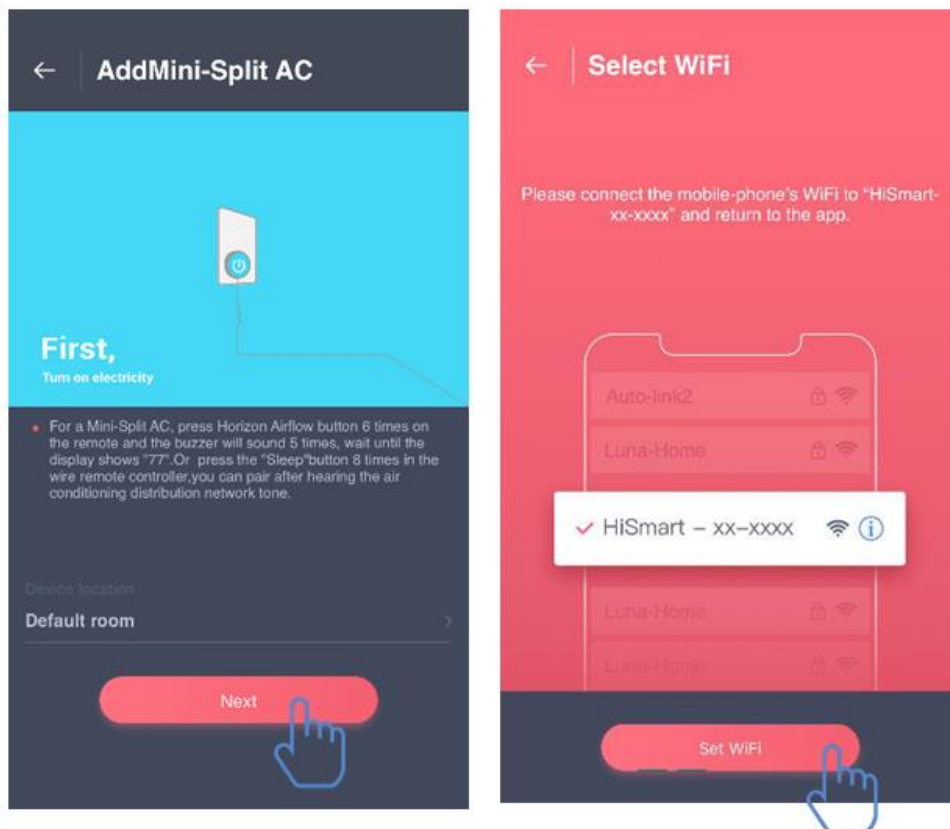 AddMini-Split AC
First,
Turn on electricity
For a Mini-Split AC, press Horizon Airflow button 6 times on
the remote and the buzzer will sound 5 times, wait until the
display shows "77".Or press the "Sleep"button 8 times in the
wire remote controller,you can pair after hearing the air
conditioning distribution network tone.
Device location
Default room
Next
Select WiFi
Please connect the mobile-phone's WiFi to "HiSmart-
xx-xxxx" and return to the app.
Auto-link2
Luna-Home
HiSmart – xx–xxxx
Luna-Home
Luna-Home
Set WiFi